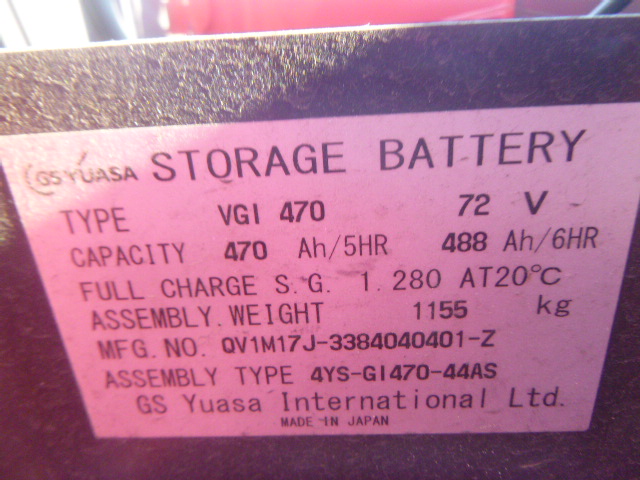 GS YUASA STORAGE BATTERY
TYPE VGI 470 72 V
CAPACITY 470 Ah/5HR 488 Ah/6HR
FULL CHARGE S.G. 1.280 AT20℃
ASSEMBLY.WEIGHT 1155 kg
MFG.NO. QV1M17J-3384040401-Z
ASSEMBLY TYPE 4YS-GI470-44AS
GS Yuasa International Ltd.
MADE IN JAPAN